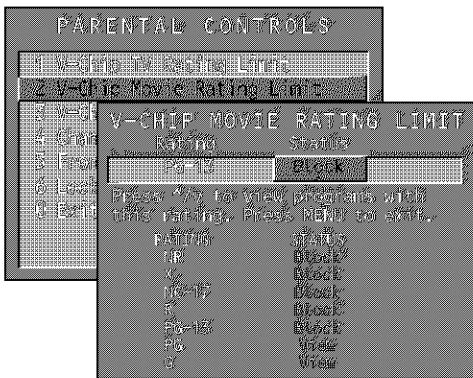 PARENTAL CONTROLS
1 V-Chip TV Rating Limit
2 V-Chip Movie Rating Limit
3 V-
4
5
6
0 Exit
V-CHIP MOVIE RATING LIMIT
Rating Status
PG-13 Block
Press to view programs with
this rating. Press MENU to exit.
RATING STATUS
NR Block
X Block
NC-17 Block
R Block
PG-13 Block
PG View
G View